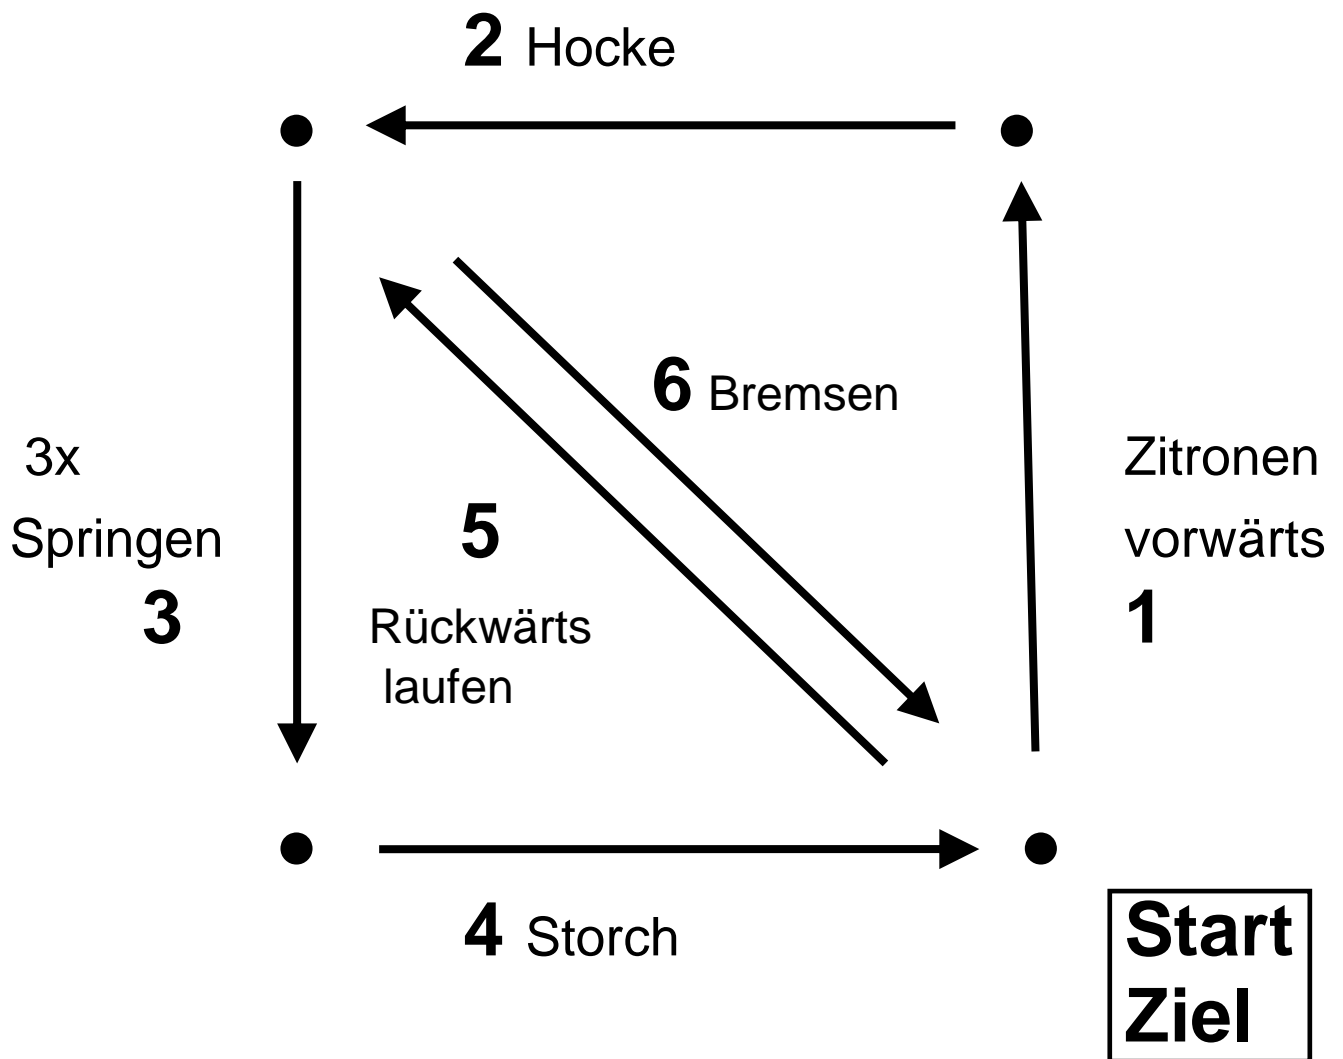 2 Hocke
6 Bremsen
3x
Springen
3
5
Rückwärts
laufen
Zitronen
vorwärts
1
4 Storch
Start
Ziel